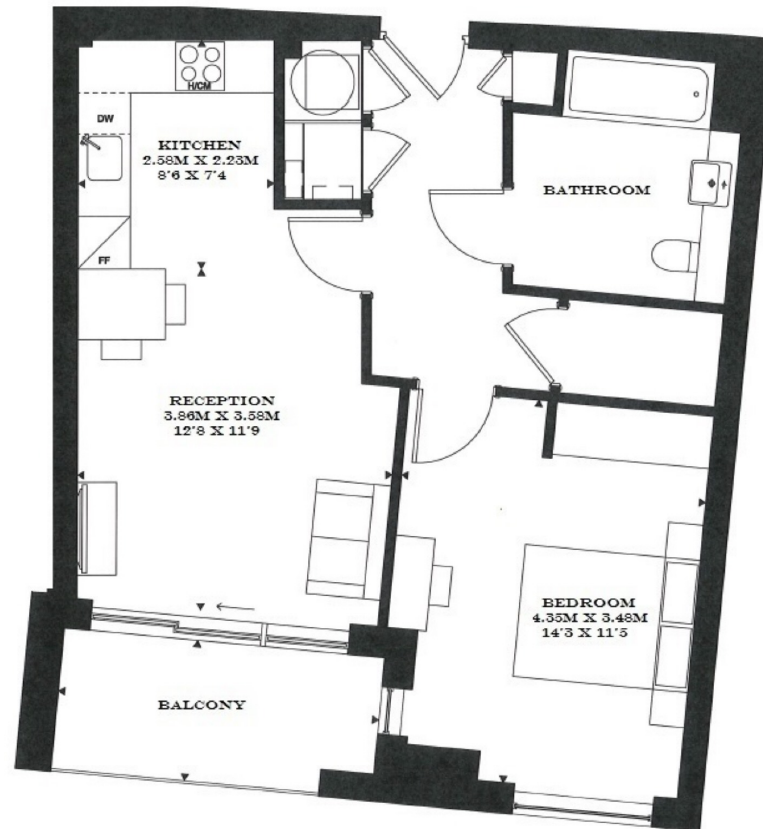 H/CM
DW
KITCHEN
2.58M X 2.23M
8'6 X 7'4
BATHROOM
FF
RECEPTION
3.86M X 3.58M
12'8 X 11'9
BEDROOM
4.35M X 3.48M
14'3 X 11'5
BALCONY